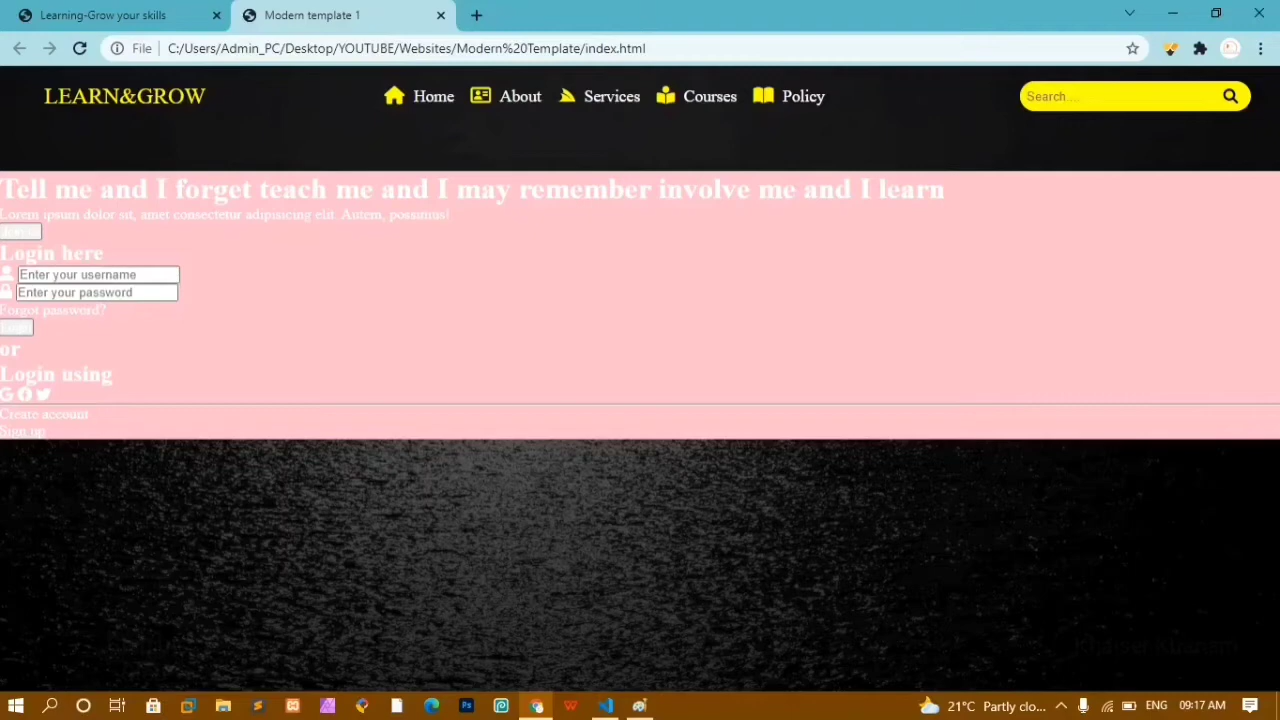 Learning-Grow your skills
Modern template 1
File
C:/Users/Admin_PC/Desktop/YOUTUBE/Websites/Modern%20Template/index.html
LEARN&GROW
Home
About
Services
Courses
Policy
Search...
Tell me and I forget teach me and I may remember involve me and I learn
Lorem ipsum dolor sit, amet consectetur adipisicing elit. Autem, possimus!
Login here
Enter your username
Enter your password
Forgot password?
Login
or
Login using
Create account
Sign up
21°C Partly clo...
ENG
09:17 AM